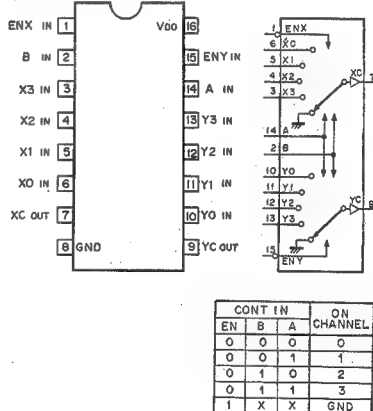 ENX IN 1
B IN 2
X3 IN 3
X2 IN 4
X1 IN 5
X0 IN 6
XC OUT 7
8 GND
VDD 16
15 ENY IN
14 A IN
13 Y3 IN
12 Y2 IN
11 Y1 IN
10 Y0 IN
9 YC OUT
1 ENX
6 X0
5 X1
4 X2
3 X3
XC 7
14 A
2 B
10 Y0
11 Y1
12 Y2
13 Y3
YC 9
15 ENY
CONT IN ON CHANNEL
EN B A
0 0 0 0
0 0 1 1
0 1 0 2
0 1 1 3
1 X X GND